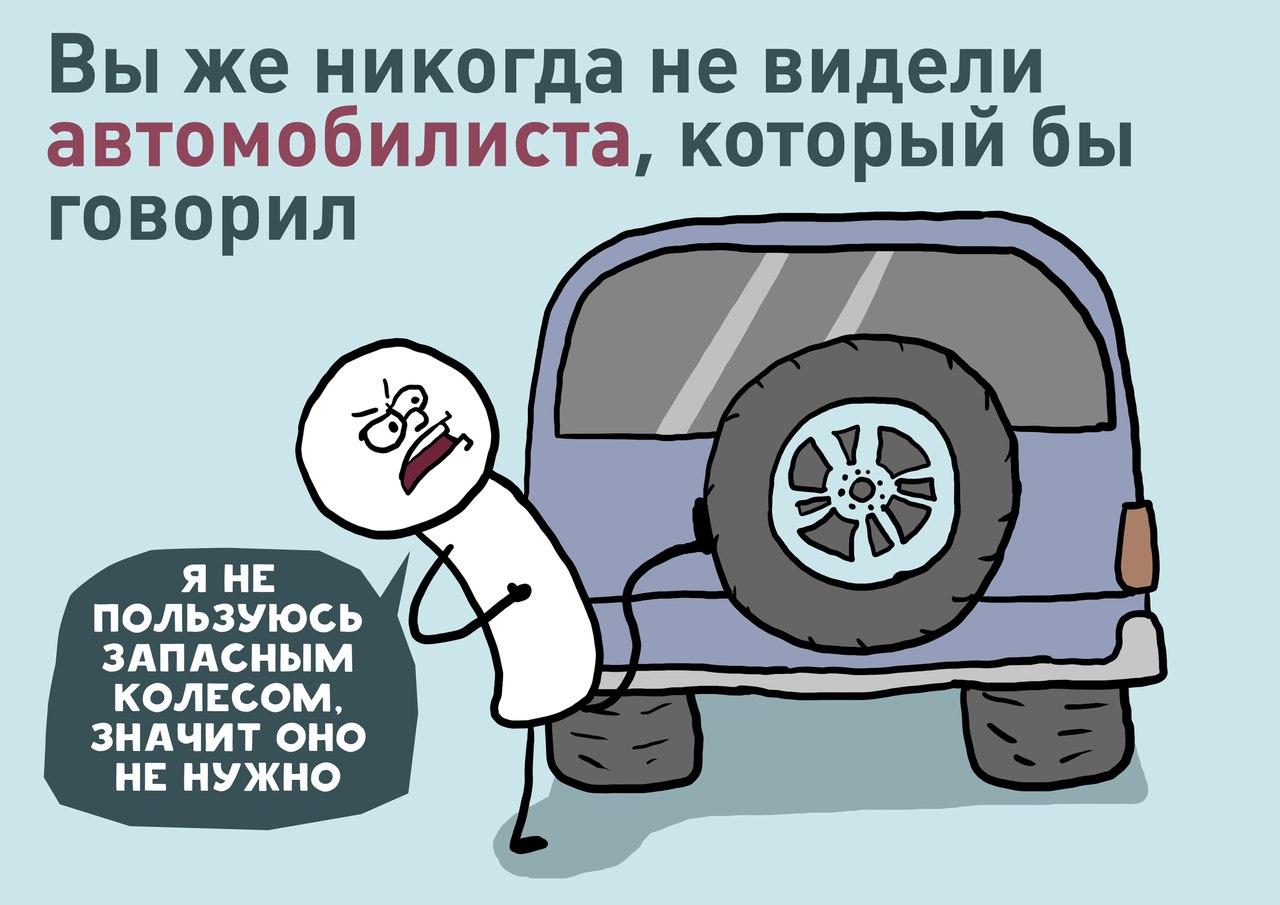 Вы же никогда не видели
автомобилиста, который бы
говорил
Я НЕ
ПОЛЬЗУЮСЬ
ЗАПАСНЫМ
КОЛЕСОМ,
ЗНАЧИТ ОНО
НЕ НУЖНО